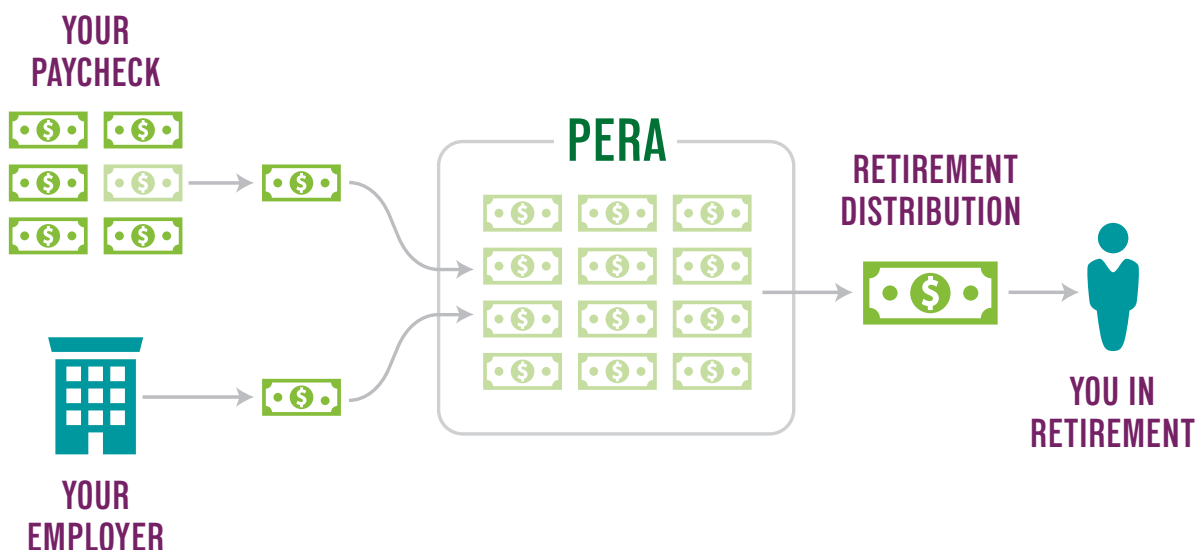 YOUR
PAYCHECK
PERA
RETIREMENT
DISTRIBUTION
YOU IN
RETIREMENT
YOUR
EMPLOYER